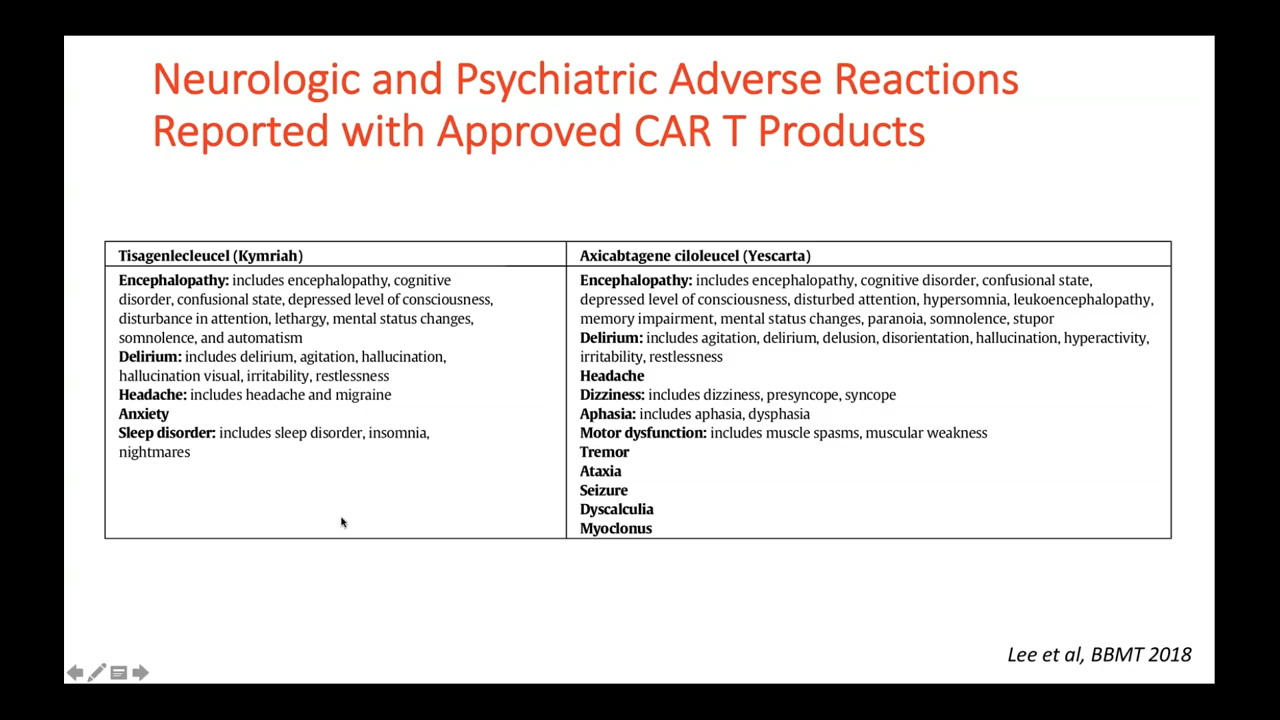 Neurologic and Psychiatric Adverse Reactions
Reported with Approved CAR T Products
Tisagenlecleucel (Kymriah)
Encephalopathy: includes encephalopathy, cognitive
disorder, confusional state, depressed level of consciousness,
disturbance in attention, lethargy, mental status changes,
somnolence, and automatism
Delirium: includes delirium, agitation, hallucination,
hallucination visual, irritability, restlessness
Headache: includes headache and migraine
Anxiety
Sleep disorder: includes sleep disorder, insomnia,
nightmares
Axicabtagene ciloleucel (Yescarta)
Encephalopathy: includes encephalopathy, cognitive disorder, confusional state,
depressed level of consciousness, disturbed attention, hypersomnia, leukoencephalopathy,
memory impairment, mental status changes, paranoia, somnolence, stupor
Delirium: includes agitation, delirium, delusion, disorientation, hallucination, hyperactivity,
irritability, restlessness
Headache
Dizziness: includes dizziness, presyncope, syncope
Aphasia: includes aphasia, dysphasia
Motor dysfunction: includes muscle spasms, muscular weakness
Tremor
Ataxia
Seizure
Dyscalculia
Myoclonus
Lee et al, BBMT 2018